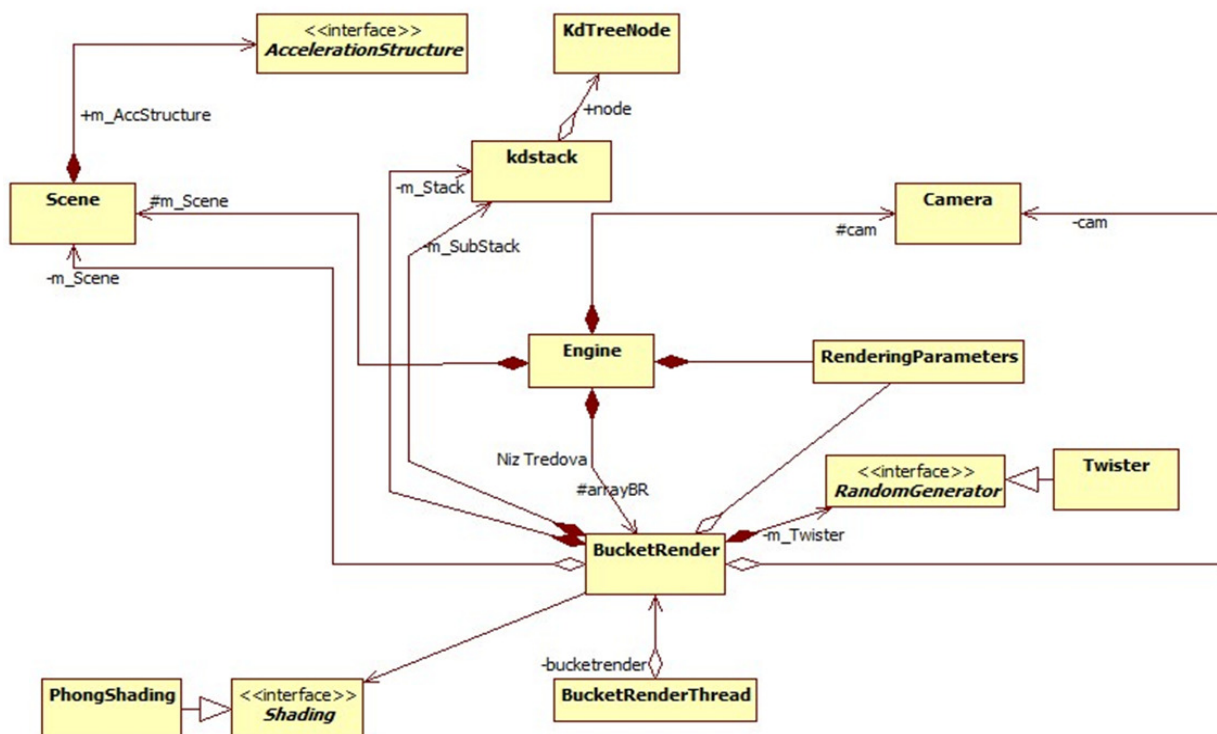 <<interface>>
AccelerationStructure
KdTreeNode
+node
+m_AccStructure
kdstack
Scene
#m_Scene
-m_Stack
Camera
#cam
-cam
-m_SubStack
-m_Scene
Engine
RenderingParameters
Niz Tredova
#arrayBR
<<interface>>
RandomGenerator
Twister
-m_Twister
BucketRender
-bucketrender
PhongShading
<<interface>>
Shading
BucketRenderThread